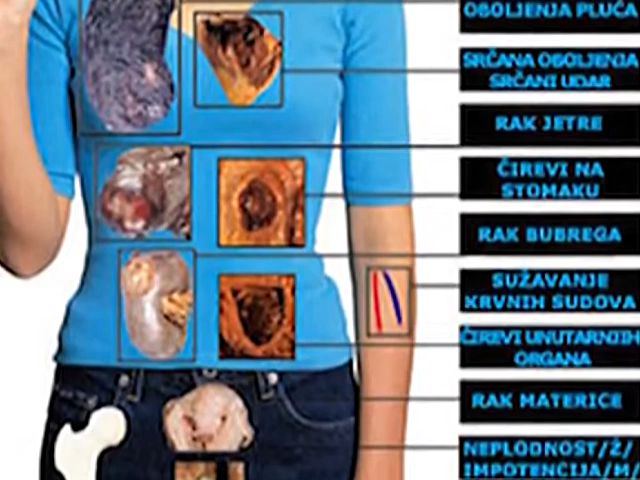 OBOLJENJA PLUĆA
SRČANA OBOLJENJA
SRČANI UDAR
RAK JETRE
ČIREVI NA
STOMAKU
RAK BUBREGA
SUŽAVANJE
KRVNIH SUDOVA
ČIREVI UNUTARNJIH
ORGANA
RAK MATERICE
NEPLODNOST/Ž/
IMPOTENCIJA/M/